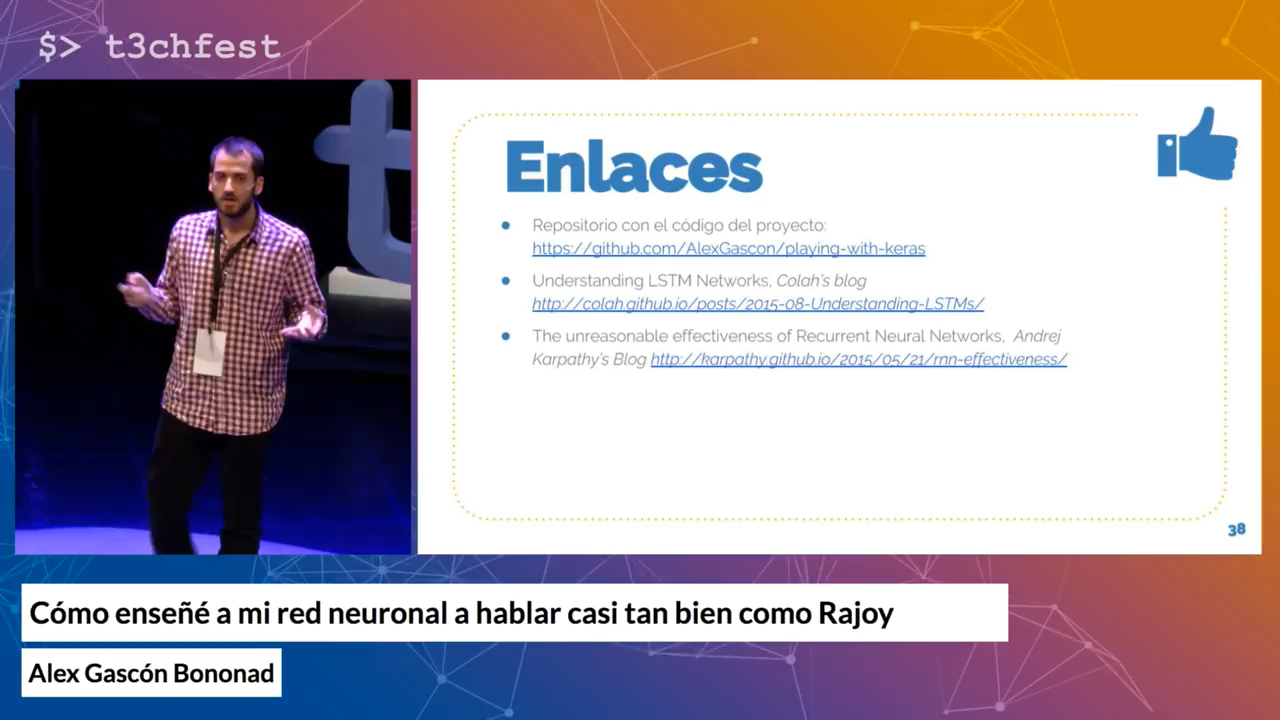 $> t3chfest
Enlaces
● Repositorio con el código del proyecto:
https://github.com/AlexGascon/playing-with-keras
● Understanding LSTM Networks, Colah's blog
http://colah.github.io/posts/2015-08-Understanding-LSTMs/
● The unreasonable effectiveness of Recurrent Neural Networks, Andrej
Karpathy's Blog http://karpathy.github.io/2015/05/21/rnn-effectiveness/
38
Cómo enseñé a mi red neuronal a hablar casi tan bien como Rajoy
Alex Gascón Bononad